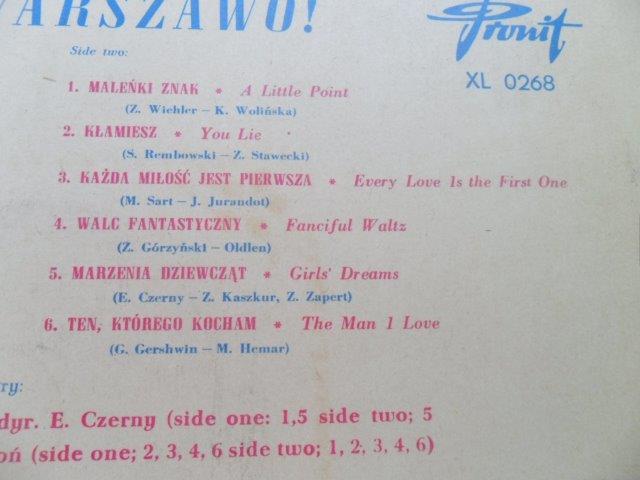 WARSZAWO!
Pronit
XL 0268
Side two:
1. MALEŃKI ZNAK * A Little Point
(Z. Wiehler – K. Wolińska)
2. KŁAMIESZ * You Lie
(S. Rembowski – Z. Stawecki)
3. KAŻDA MIŁOŚĆ JEST PIERWSZA * Every Love Is the First One
(M. Sart – J. Jurandot)
4. WALC FANTASTYCZNY * Fanciful Waltz
(Z. Górzyński – Oldlen)
5. MARZENIA DZIEWCZĄT * Girls' Dreams
(E. Czerny – Z. Kaszkur, Z. Zapert)
6. TEN, KTÓREGO KOCHAM * The Man I Love
(G. Gershwin – M. Hemar)
try:
dyr. E. Czerny (side one: 1,5 side two; 5
oń (side one; 2, 3, 4, 6 side two; 1, 2, 3, 4, 6)